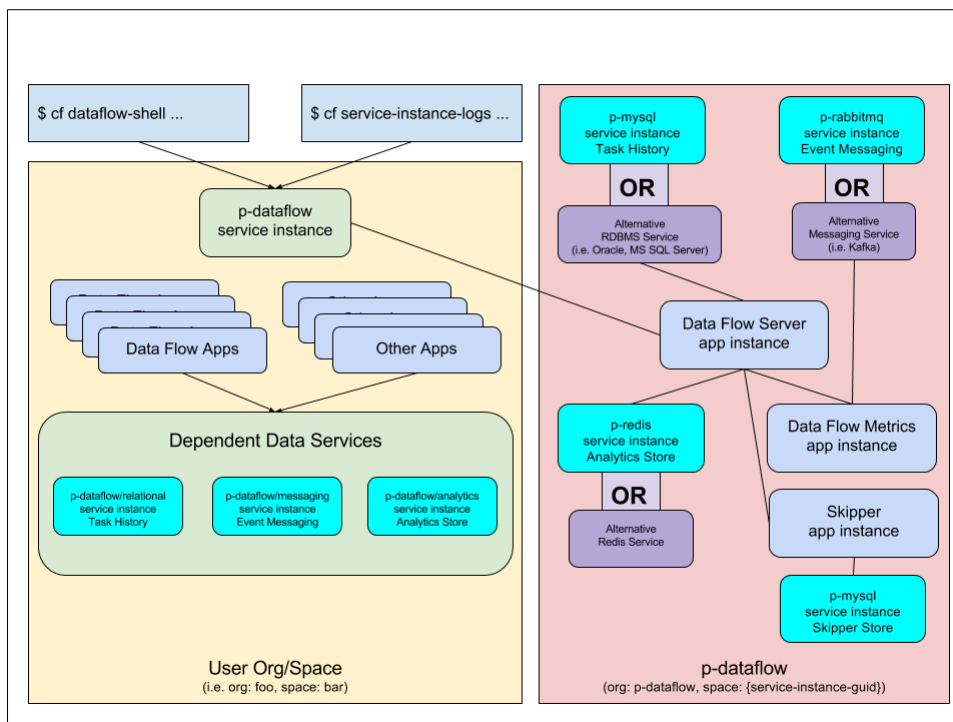 $ cf dataflow-shell ...
$ cf service-instance-logs ...
p-dataflow
service instance
Data Flow Apps
Other Apps
Dependent Data Services
p-dataflow/relational
service instance
Task History
p-dataflow/messaging
service instance
Event Messaging
p-dataflow/analytics
service instance
Analytics Store
User Org/Space
(i.e. org: foo, space: bar)
p-mysql
service instance
Task History
OR
Alternative
RDBMS Service
(i.e. Oracle, MS SQL Server)
p-rabbitmq
service instance
Event Messaging
OR
Alternative
Messaging Service
(i.e. Kafka)
Data Flow Server
app instance
p-redis
service instance
Analytics Store
OR
Alternative
Redis Service
Data Flow Metrics
app instance
Skipper
app instance
p-mysql
service instance
Skipper Store
p-dataflow
(org: p-dataflow, space: {service-instance-guid})